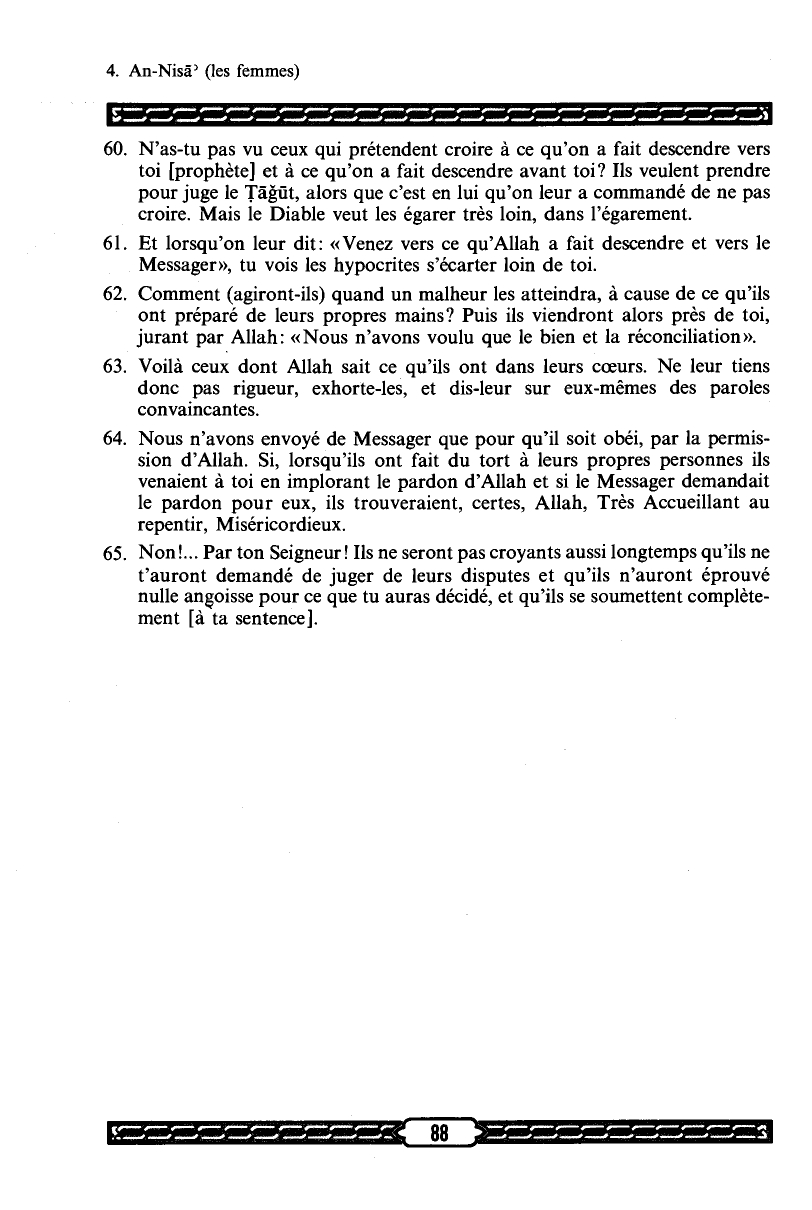 4. An-Nisāʾ (les femmes)
60. N’as-tu pas vu ceux qui prétendent croire à ce qu’on a fait descendre vers
toi [prophète] et à ce qu’on a fait descendre avant toi? Ils veulent prendre
pour juge le Ṭāġūt, alors que c’est en lui qu’on leur a commandé de ne pas
croire. Mais le Diable veut les égarer très loin, dans l’égarement.
61. Et lorsqu’on leur dit: «Venez vers ce qu’Allah a fait descendre et vers le
Messager», tu vois les hypocrites s’écarter loin de toi.
62. Comment (agiront-ils) quand un malheur les atteindra, à cause de ce qu’ils
ont préparé de leurs propres mains? Puis ils viendront alors près de toi,
jurant par Allah: «Nous n’avons voulu que le bien et la réconciliation».
63. Voilà ceux dont Allah sait ce qu’ils ont dans leurs cœurs. Ne leur tiens
donc pas rigueur, exhorte-les, et dis-leur sur eux-mêmes des paroles
convaincantes.
64. Nous n’avons envoyé de Messager que pour qu’il soit obéi, par la permis-
sion d’Allah. Si, lorsqu’ils ont fait du tort à leurs propres personnes ils
venaient à toi en implorant le pardon d’Allah et si le Messager demandait
le pardon pour eux, ils trouveraient, certes, Allah, Très Accueillant au
repentir, Miséricordieux.
65. Non!... Par ton Seigneur! Ils ne seront pas croyants aussi longtemps qu’ils ne
t’auront demandé de juger de leurs disputes et qu’ils n’auront éprouvé
nulle angoisse pour ce que tu auras décidé, et qu’ils se soumettent complète-
ment [à ta sentence].
88